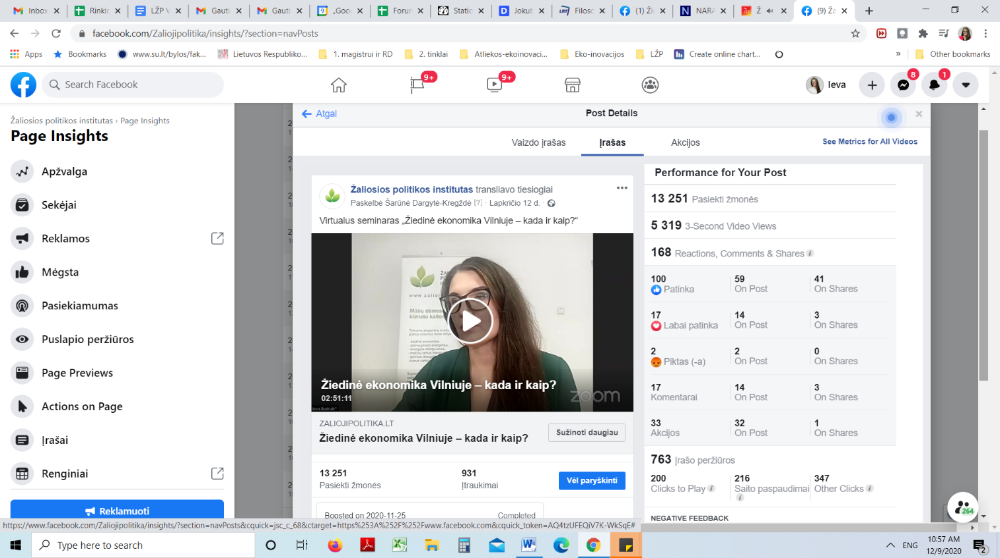 Inbox
Rinkin
LŽP V
Gauti
Gauti
„Goo
Forun
Static
Jokub
Filoso
(1) Ži
NARA
Ž
(9) Ža
facebook.com/Zaliojipolitika/insights/?section=navPosts
Apps
Bookmarks
www.su.lt/bylos/fak...
Lietuvos Respubliko...
1. magistrui ir RD
2. tinklai
Atliekos-ekoinovaci...
Eko-inovacijos
LŽP
Create online chart...
»
Other bookmarks
Search Facebook
9+
9+
Ieva
8
1
Žaliosios politikos institutas › Page Insights
Page Insights
Apžvalga
Sekėjai
Reklamos
Mėgsta
Pasiekiamumas
Puslapio peržiūros
Page Previews
Actions on Page
Įrašai
Renginiai
Reklamuoti
Atgal
Post Details
Vaizdo įrašas
Įrašas
Akcijos
See Metrics for All Videos
Žaliosios politikos institutas transliavo tiesiogiai
Paskelbė Šarūnė Dargytė-Kregždė [?] · Lapkričio 12 d. ·
Virtualus seminaras „Žiedinė ekonomika Vilniuje – kada ir kaip?“
Mūsų dėmes
klimato kaitos
Žiedinė ekonomika Vilniuje – kada ir kaip?
02:51:11
zoom
ZALIOJIPOLITIKA.LT
Žiedinė ekonomika Vilniuje – kada ir kaip?
Sužinoti daugiau
13 251
Pasiekti žmonės
931
Įtraukimai
Vėl paryškinti
Boosted on 2020-11-25
Completed
Performance for Your Post
13 251 Pasiekti žmonės
5 319 3-Second Video Views
168 Reactions, Comments & Shares
100
Patinka
59
On Post
41
On Shares
17
Labai patinka
14
On Post
3
On Shares
2
Piktas (-a)
2
On Post
0
On Shares
17
Komentarai
14
On Post
3
On Shares
33
Akcijos
32
On Post
1
On Shares
763 Įrašo peržiūros
200
Clicks to Play
216
Saito paspaudimai
347
Other Clicks
NEGATIVE FEEDBACK
264
https://www.facebook.com/Zaliojipolitika/insights/?section=navPosts&cquick=jsc_c_68&ctarget=https%253A%252F%252Fwww.facebook.com&cquick_token=AQ4tzUFEQiV7K-WkSqE#
Type here to search
ENG
10:57 AM
12/9/2020
2